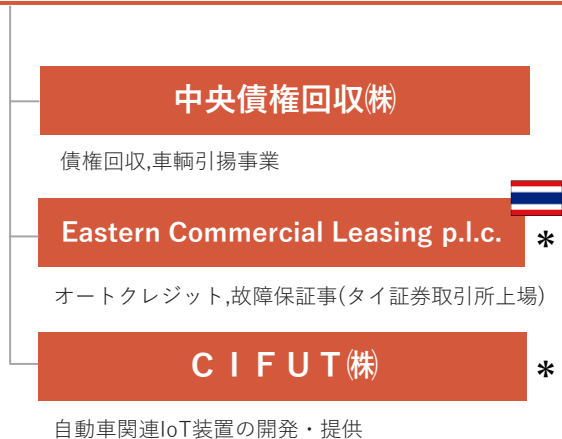 中央債権回収㈱
債権回収,車輌引揚事業
Eastern Commercial Leasing p.l.c.
*
オートクレジット,故障保証事(タイ証券取引所上場)
ＣＩＦＵＴ㈱
*
自動車関連IoT装置の開発・提供